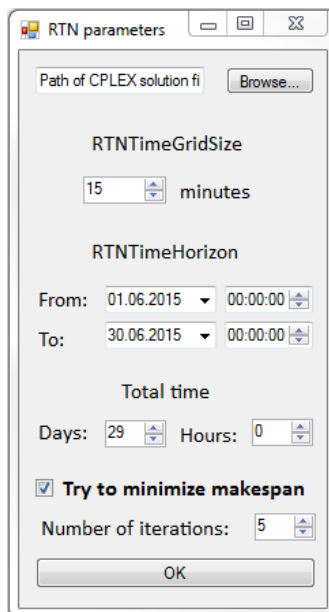 RTN parameters
Path of CPLEX solution fi Browse...
RTNTimeGridSize
15 minutes
RTNTimeHorizon
From: 01.06.2015 00:00:00
To: 30.06.2015 00:00:00
Total time
Days: 29 Hours: 0
Try to minimize makespan
Number of iterations: 5
OK